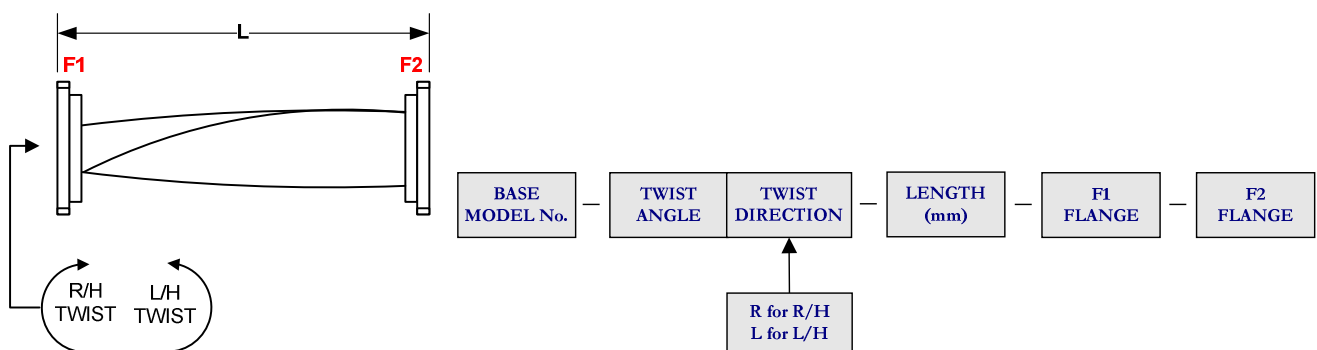 L
F1
F2
R/H
TWIST
L/H
TWIST
BASE
MODEL No.
—
TWIST
ANGLE
TWIST
DIRECTION
—
LENGTH
(mm)
—
F1
FLANGE
—
F2
FLANGE
R for R/H
L for L/H